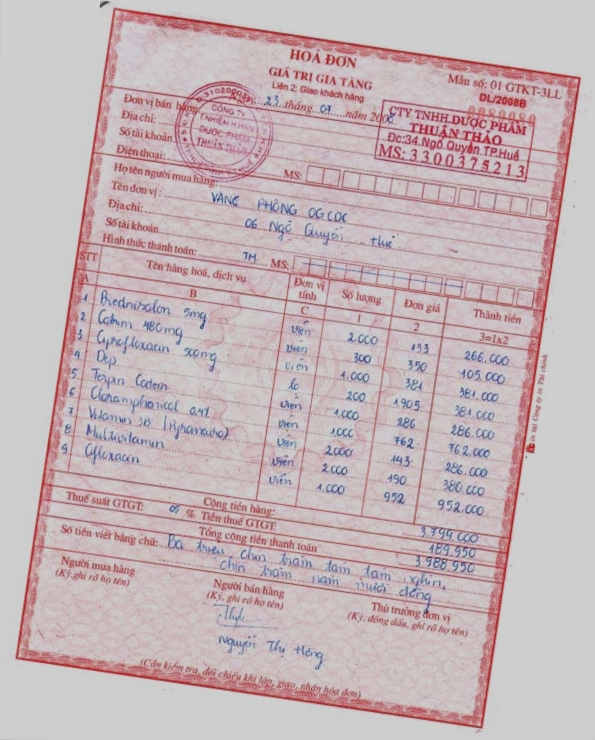 HOÁ ĐƠN
GIÁ TRỊ GIA TĂNG
Liên 2: Giao khách hàng
Mẫu số: 01 GTKT-3LL
DL/2008B
23 tháng 07 năm 200
Đơn vị bán hàng
Địa chỉ:
Số tài khoản
Điện thoại: MS:
CÔNG TY
TNHH
DƯỢC PHẨM
THUẬN THẢO
CTY TNHH.DƯỢC PHẨM
THUẬN THẢO
Đc:34.Ngô Quyền.TP.Huế
MS: 3300375213
Họ tên người mua hàng:
Tên đơn vị: VĂNG PHÒNG OGCDC
Địa chỉ: 06 Ngô Quyền - Huế
Số tài khoản
Hình thức thanh toán: TM MS:
STT Tên hàng hoá, dịch vụ Đơn vị tính Số lượng Đơn giá Thành tiền
A B C 1 2 3=1x2
1 Prednisolon 5mg viên 2.000 133 266.000
2 Cotrim 480mg viên 300 350 105.000
3 Ciprofloxacin 500mg viên 1.000 381 381.000
4 Dep lọ 200 1905 381.000
5 Terpin Codein viên 1.000 286 286.000
6 Cloramphenical 0.4% 1.000 762 762.000
7 Vitamin 3B viên 2.000 143 286.000
8 Multivitamin viên 2.000 190 380.000
9 Ofloxacin viên 1.000 952 952.000
Cộng tiền hàng: 3.799.000
Thuế suất GTGT: 05 % Tiền thuế GTGT: 189.950
Tổng cộng tiền thanh toán 3.988.950
Số tiền viết bằng chữ: Ba triệu chín trăm tám tám nghìn,
chín trăm năm mươi đồng
Người mua hàng Người bán hàng Thủ trưởng đơn vị
(Ký, ghi rõ họ tên) (Ký, ghi rõ họ tên) (Ký, đóng dấu, ghi rõ họ tên)
Nguyễn Thị Hồng
(Cần kiểm tra, đối chiếu khi lập, giao, nhận hóa đơn)